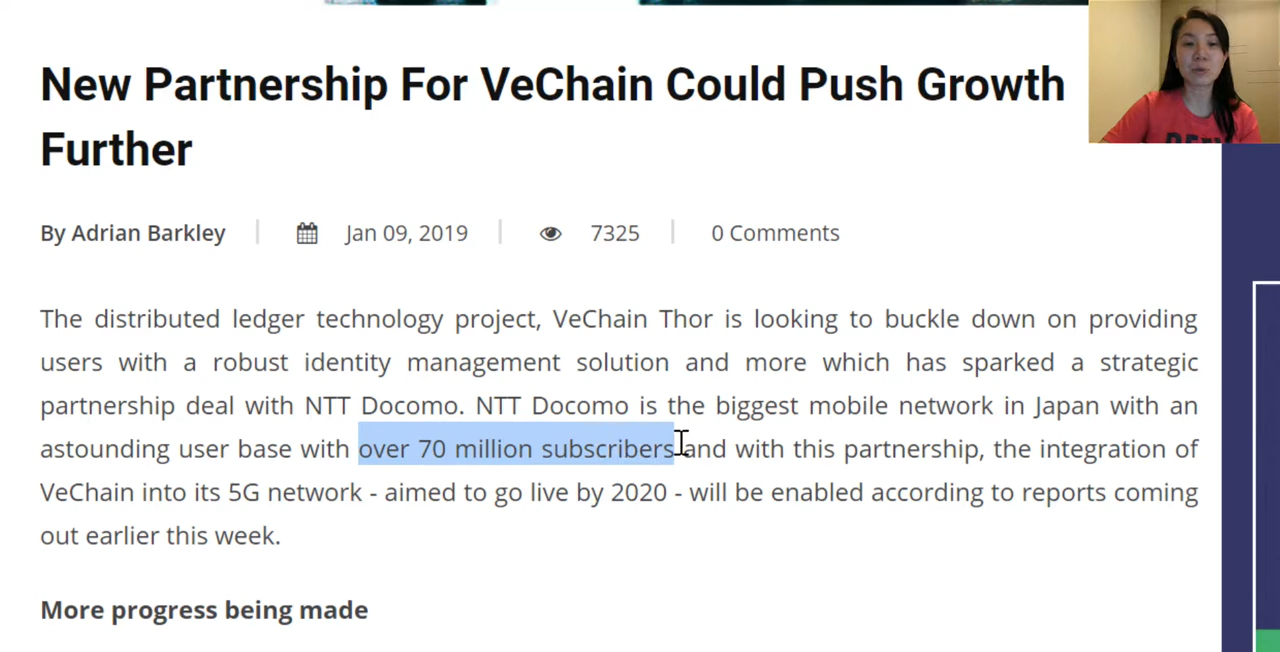 New Partnership For VeChain Could Push Growth
Further
By Adrian Barkley | Jan 09, 2019 | 7325 | 0 Comments
The distributed ledger technology project, VeChain Thor is looking to buckle down on providing
users with a robust identity management solution and more which has sparked a strategic
partnership deal with NTT Docomo. NTT Docomo is the biggest mobile network in Japan with an
astounding user base with over 70 million subscribers and with this partnership, the integration of
VeChain into its 5G network - aimed to go live by 2020 - will be enabled according to reports coming
out earlier this week.
More progress being made